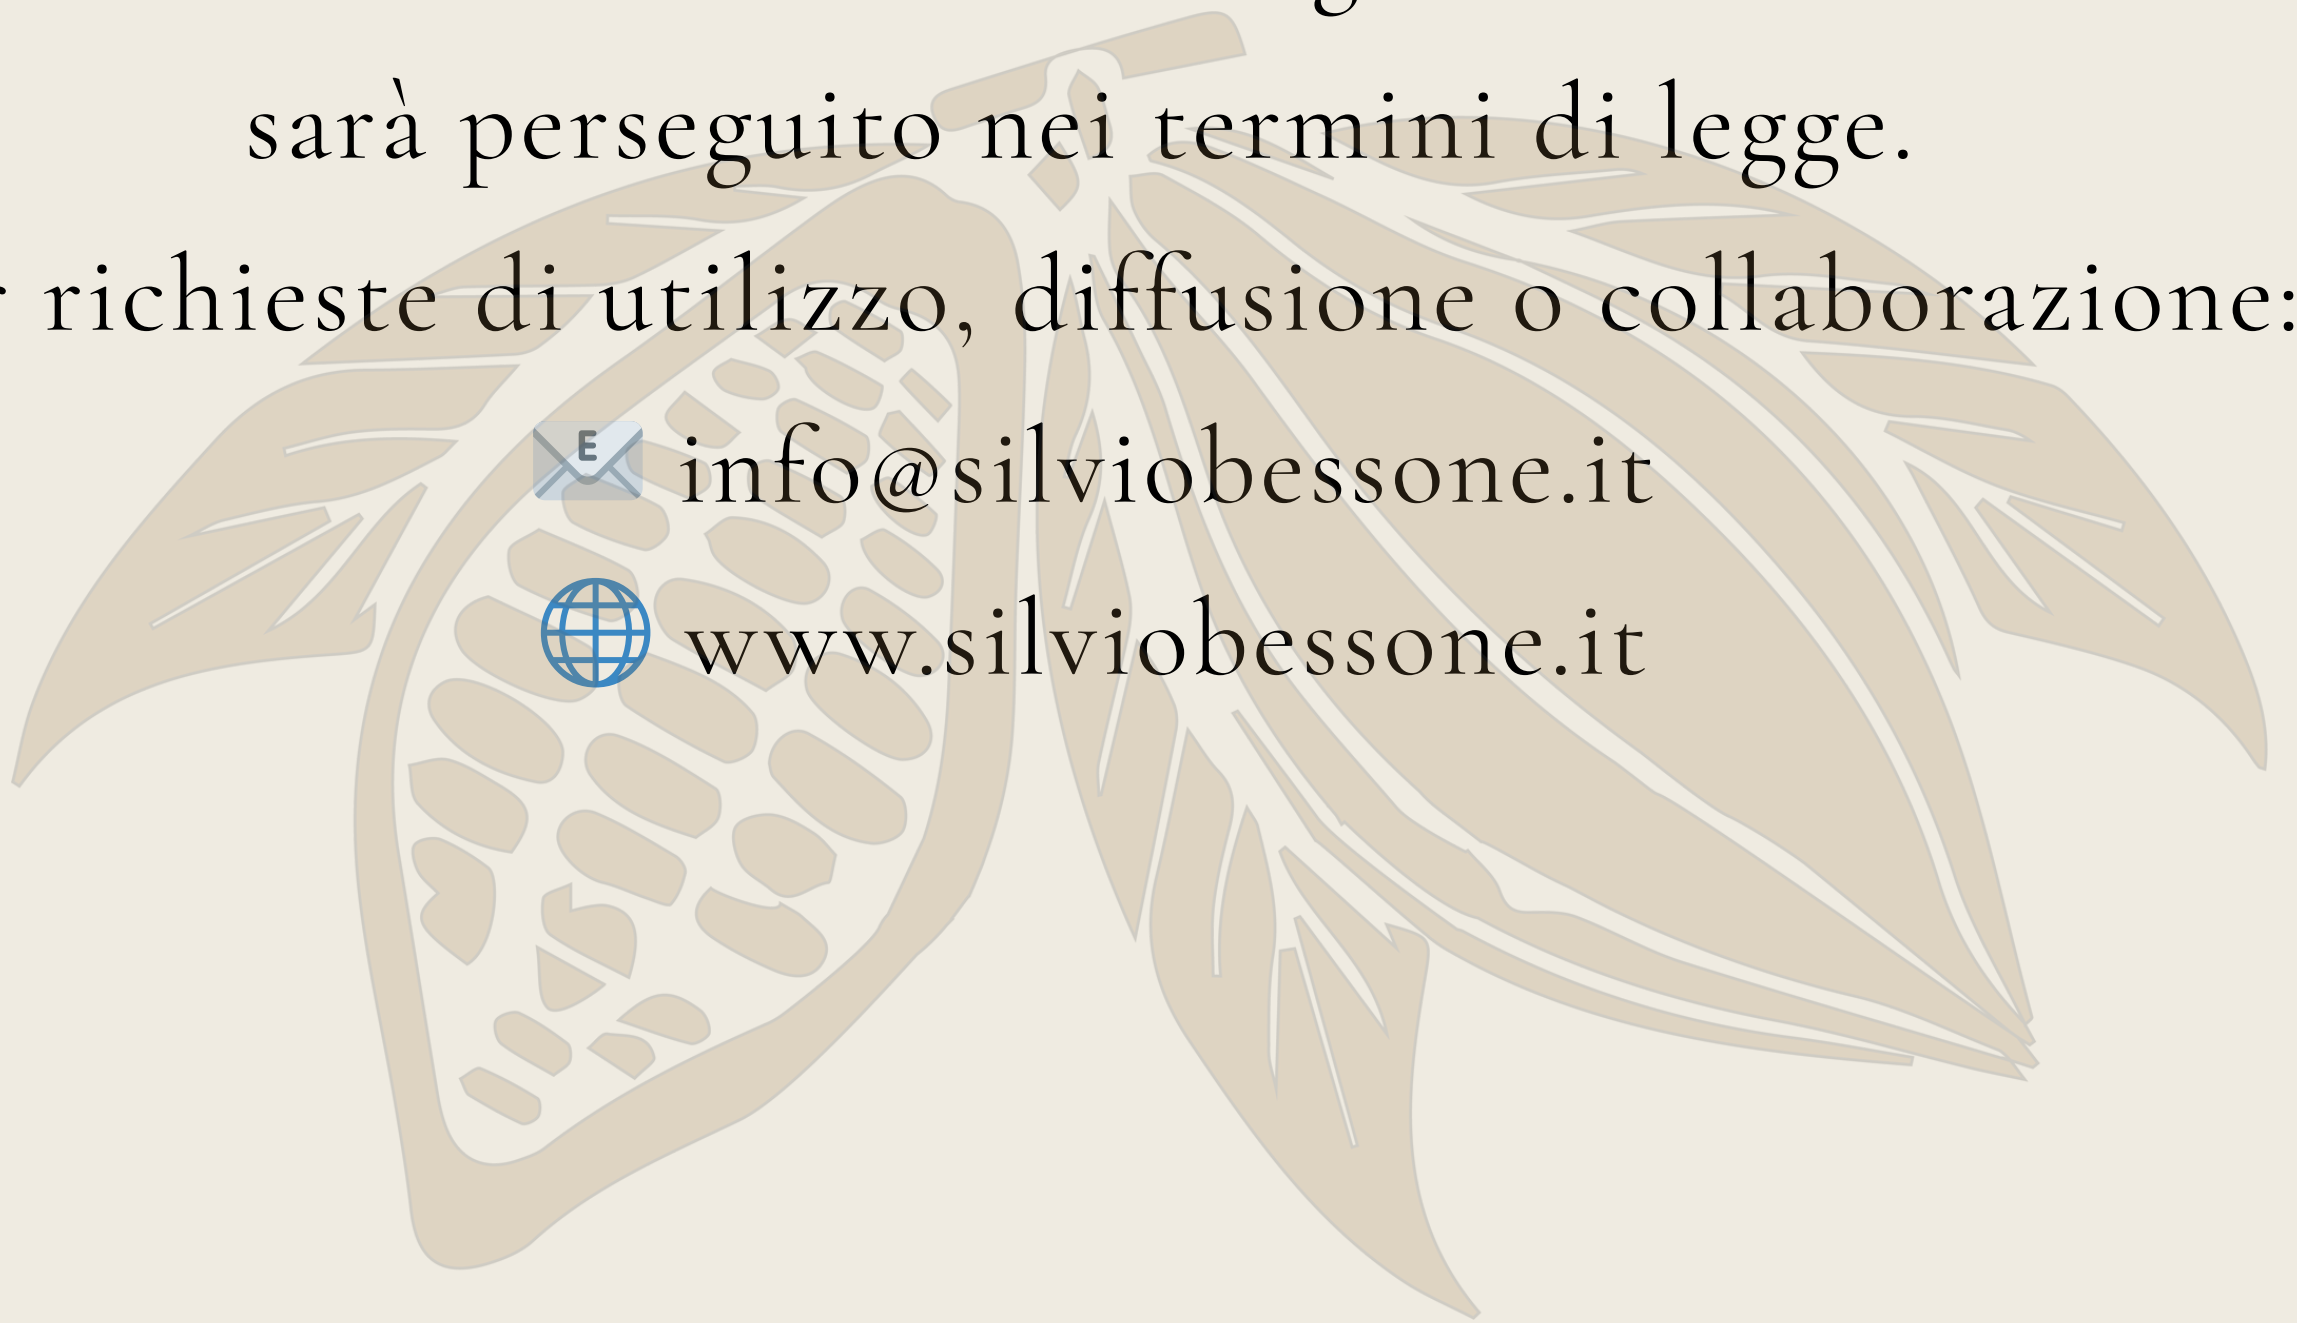 sarà perseguito nei termini di legge.
richieste di utilizzo, diffusione o collaborazione:
📧 info@silviobessone.it
🌐 www.silviobessone.it